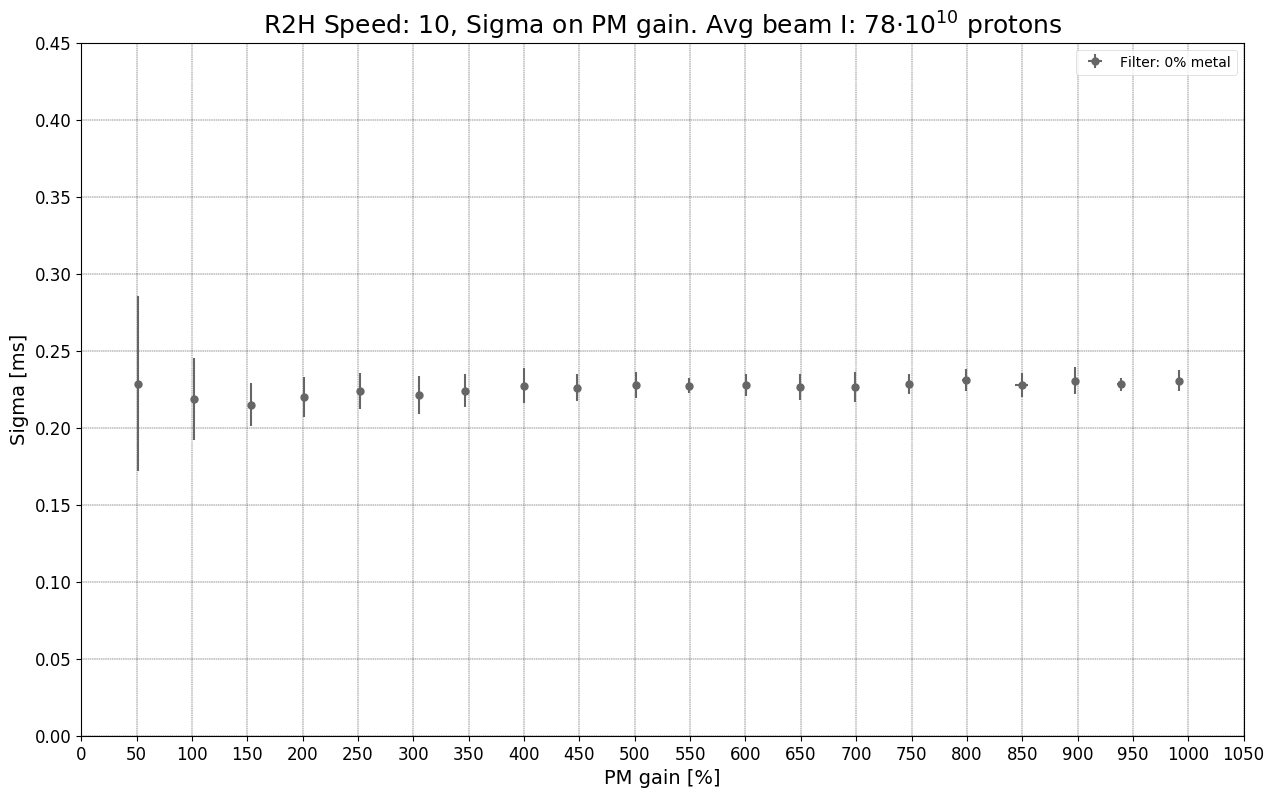 R2H Speed: 10, Sigma on PM gain. Avg beam I: 78·10¹⁰ protons
Filter: 0% metal
0.45
0.40
0.35
0.30
0.25
0.20
0.15
0.10
0.05
0.00
Sigma [ms]
0 50 100 150 200 250 300 350 400 450 500 550 600 650 700 750 800 850 900 950 1000 1050
PM gain [%]